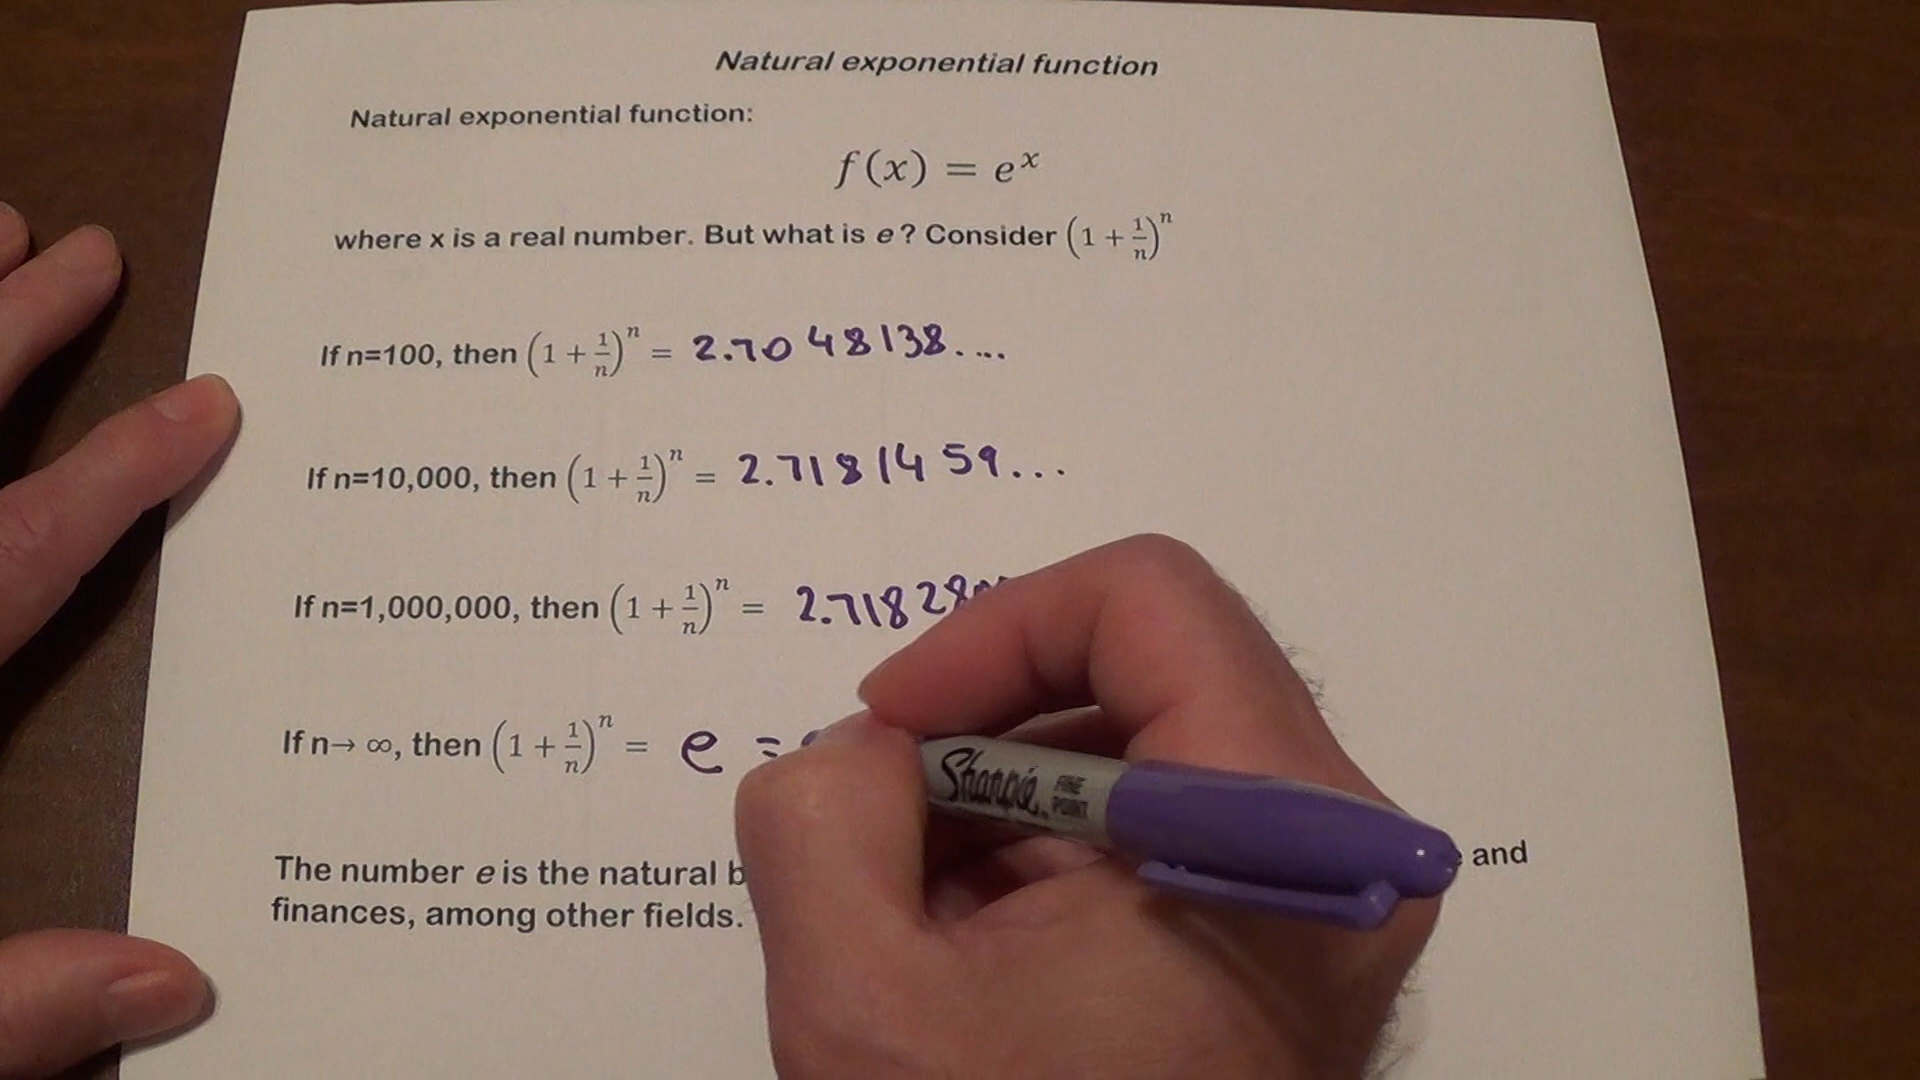 Natural exponential function
Natural exponential function:
f(x) = eˣ
where x is a real number. But what is e? Consider (1 + 1/n)ⁿ
If n=100, then (1 + 1/n)ⁿ = 2.7048138....
If n=10,000, then (1 + 1/n)ⁿ = 2.7181459...
If n=1,000,000, then (1 + 1/n)ⁿ = 2.71828
If n→ ∞, then (1 + 1/n)ⁿ = e =
Sharpie. FINE POINT
The number e is the natural and
finances, among other fields.